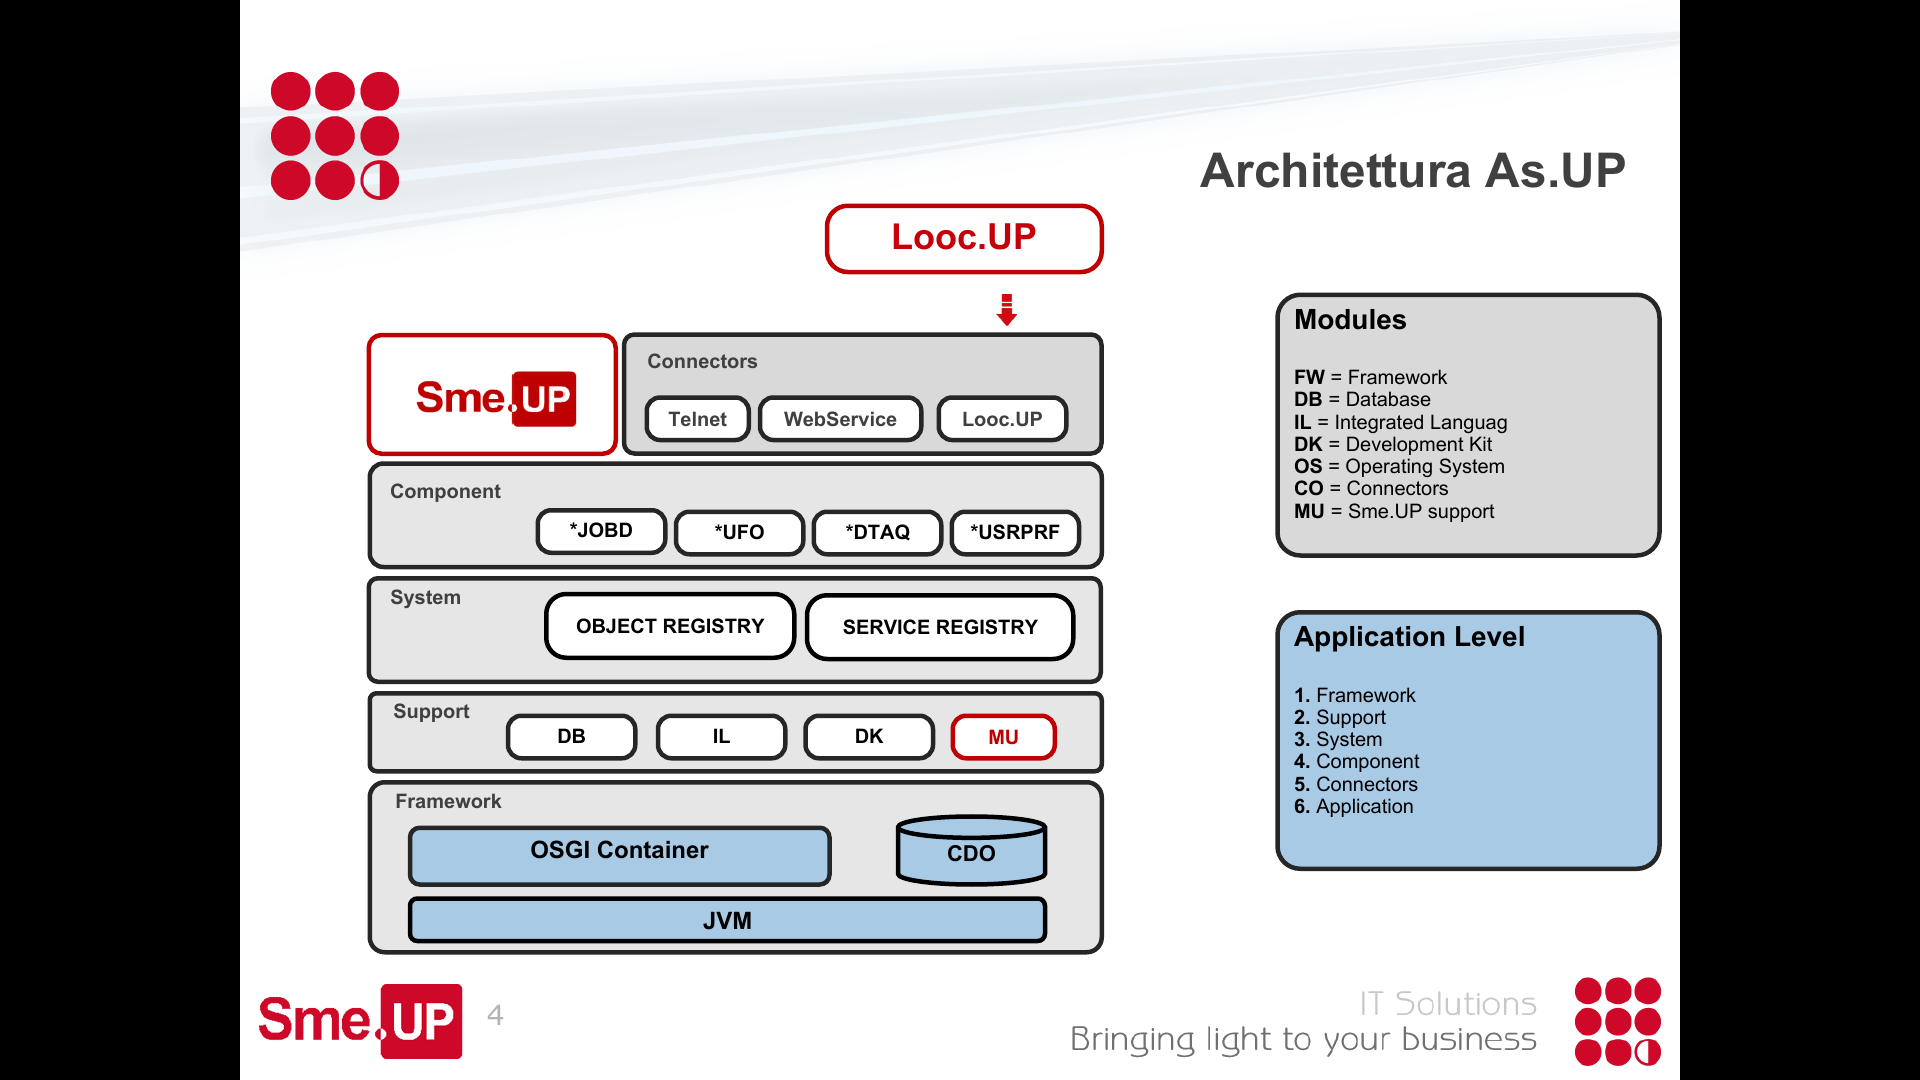 Architettura As.UP
Looc.UP
Sme.UP
Connectors
Telnet
WebService
Looc.UP
Component
*JOBD
*UFO
*DTAQ
*USRPRF
System
OBJECT REGISTRY
SERVICE REGISTRY
Support
DB
IL
DK
MU
Framework
OSGI Container
CDO
JVM
Modules
FW = Framework
DB = Database
IL = Integrated Languag
DK = Development Kit
OS = Operating System
CO = Connectors
MU = Sme.UP support
Application Level
1. Framework
2. Support
3. System
4. Component
5. Connectors
6. Application
Sme.UP
4
IT Solutions
Bringing light to your business